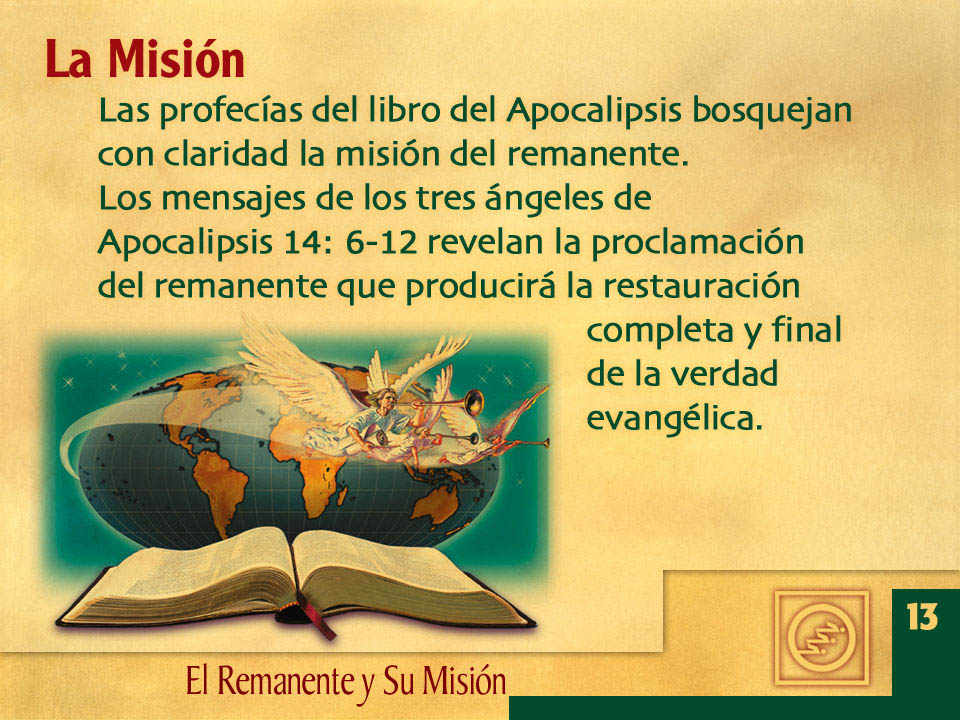 La Misión
Las profecías del libro del Apocalipsis bosquejan
con claridad la misión del remanente.
Los mensajes de los tres ángeles de
Apocalipsis 14: 6-12 revelan la proclamación
del remanente que producirá la restauración
completa y final
de la verdad
evangélica.
13
El Remanente y Su Misión